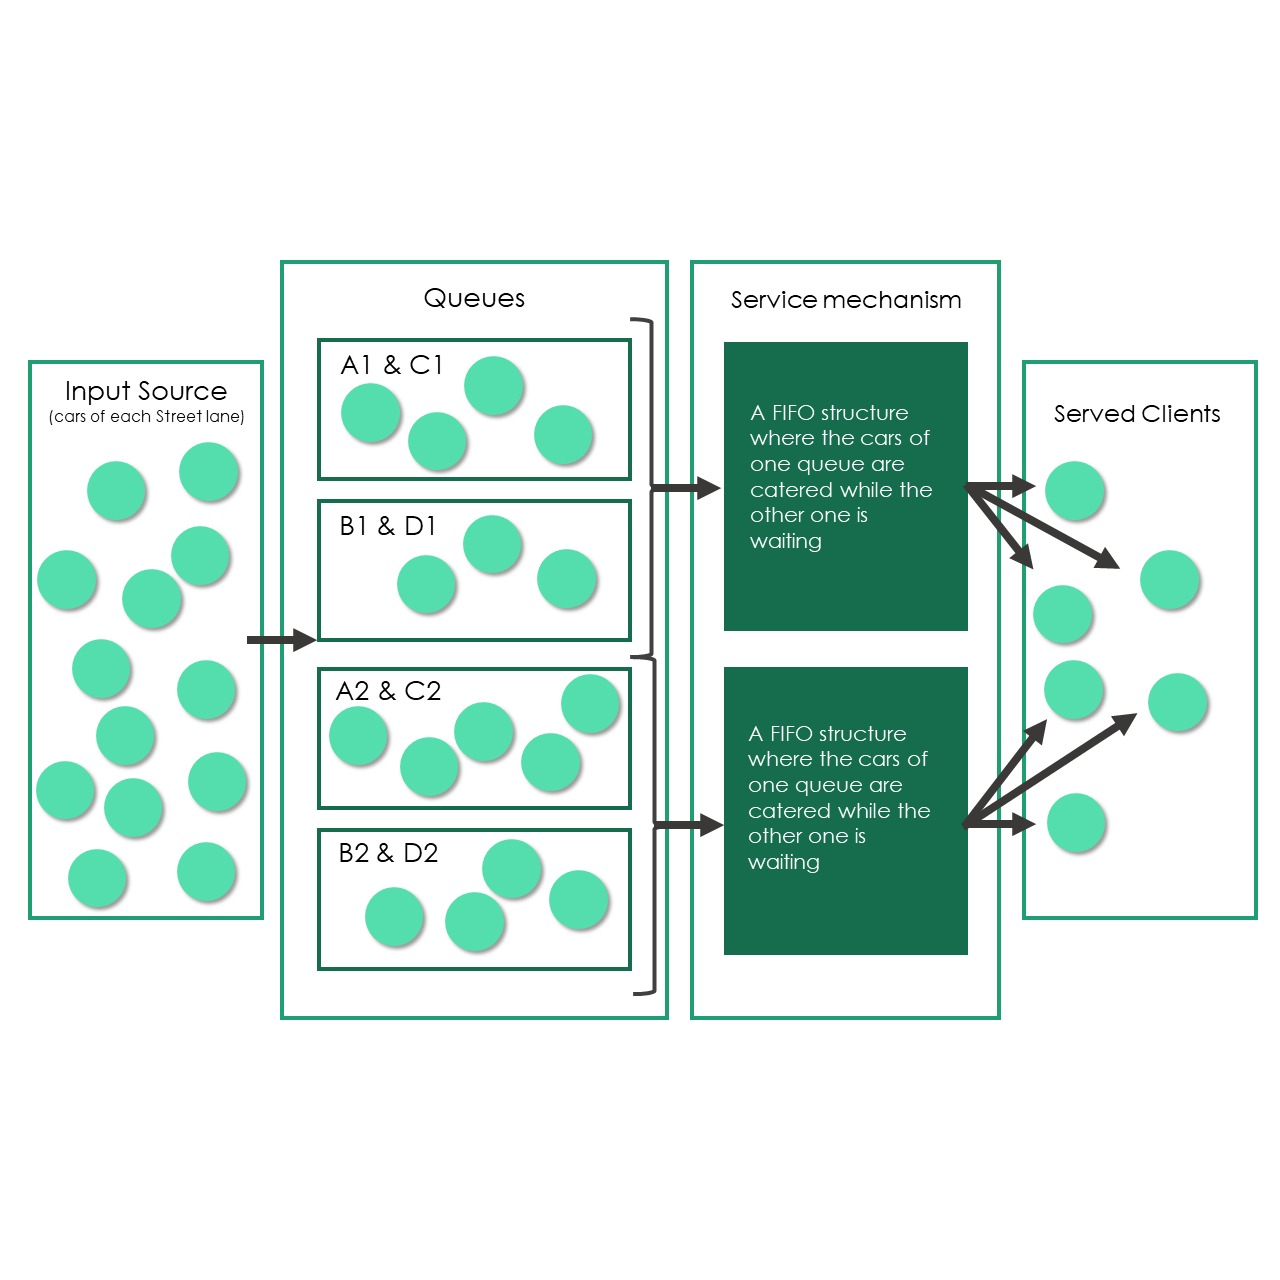 Queues
Service mechanism
Input Source
(cars of each Street lane)
A1 & C1
B1 & D1
A2 & C2
B2 & D2
A FIFO structure
where the cars of
one queue are
catered while the
other one is
waiting
A FIFO structure
where the cars of
one queue are
catered while the
other one is
waiting
Served Clients